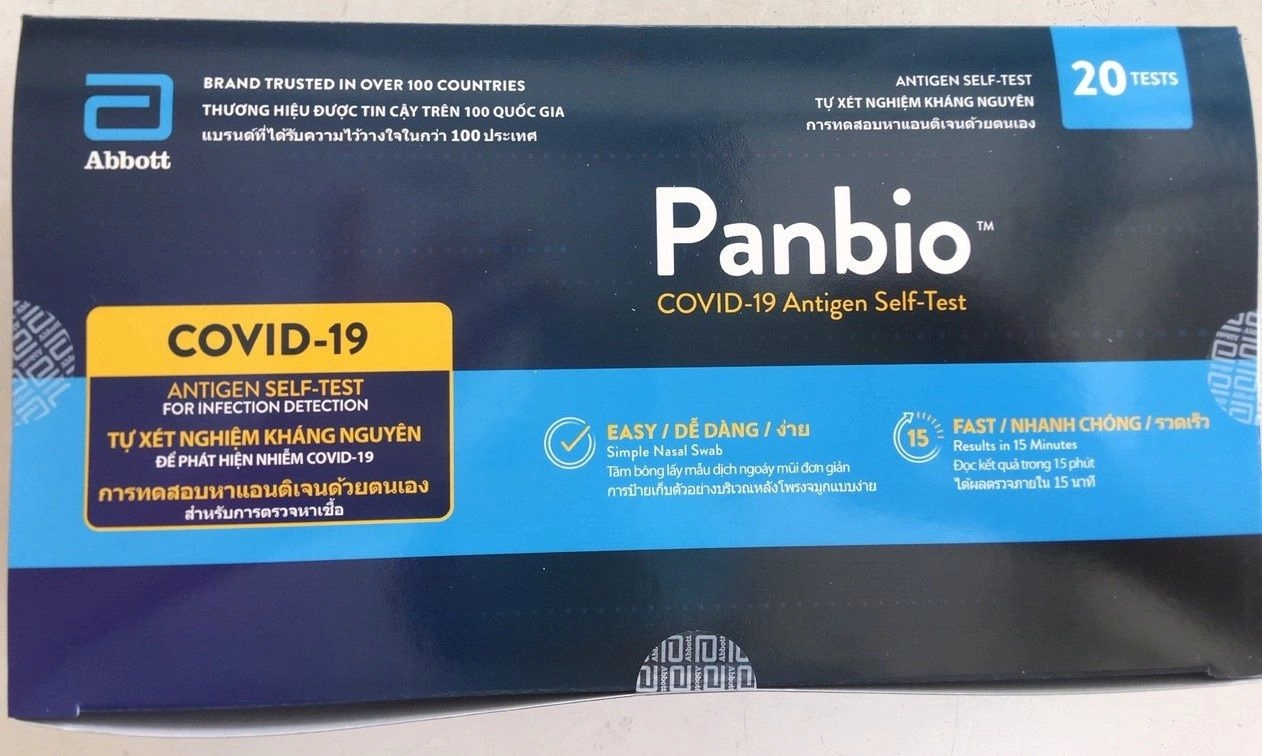 Abbott
BRAND TRUSTED IN OVER 100 COUNTRIES
THƯƠNG HIỆU ĐƯỢC TIN CẬY TRÊN 100 QUỐC GIA
แบรนด์ที่ได้รับความไว้วางใจในกว่า 100 ประเทศ
ANTIGEN SELF-TEST
TỰ XÉT NGHIỆM KHÁNG NGUYÊN
การทดสอบหาแอนติเจนด้วยตนเอง
20 TESTS
Panbio™
COVID-19 Antigen Self-Test
COVID-19
ANTIGEN SELF-TEST
FOR INFECTION DETECTION
TỰ XÉT NGHIỆM KHÁNG NGUYÊN
ĐỂ PHÁT HIỆN NHIỄM COVID-19
การทดสอบหาแอนติเจนด้วยตนเอง
สำหรับการตรวจหาเชื้อ
EASY / DỄ DÀNG / ง่าย
Simple Nasal Swab
Tăm bông lấy mẫu dịch ngoáy mũi đơn giản
การป้ายเก็บตัวอย่างบริเวณหลังโพรงจมูกแบบง่าย
15
FAST / NHANH CHÓNG / รวดเร็ว
Results in 15 Minutes
Đọc kết quả trong 15 phút
ได้ผลตรวจภายใน 15 นาที
Abbott
Abbott
Abbott